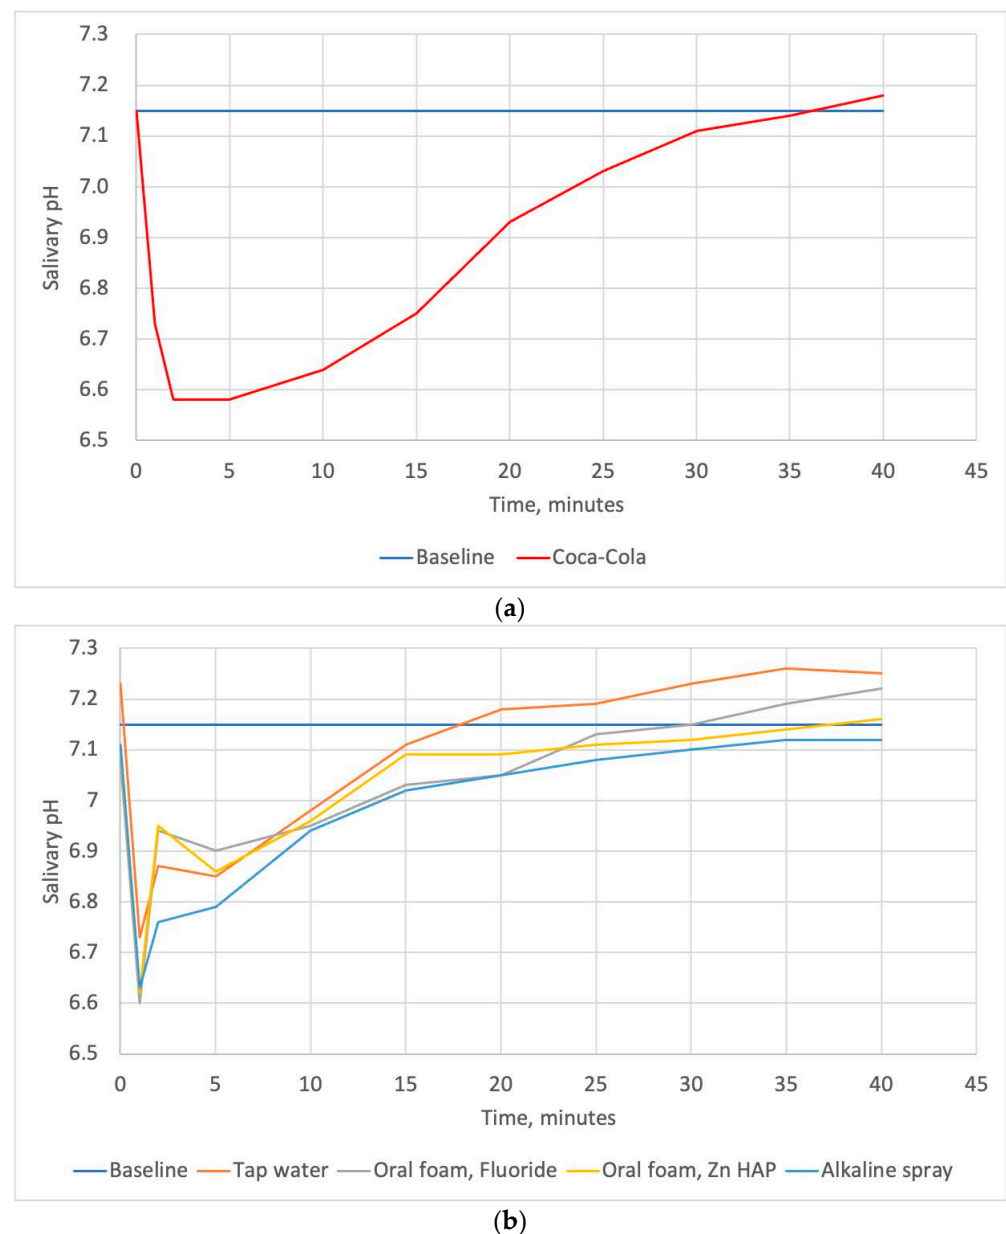 7.3
7.2
7.1
7.0
6.9
6.8
6.7
6.6
6.5
Salivary pH
0 5 10 15 20 25 30 35 40 45
Time, minutes
Baseline Coca-Cola
(a)
7.3
7.2
7.1
7
6.9
6.8
6.7
6.6
6.5
Salivary pH
0 5 10 15 20 25 30 35 40 45
Time, minutes
Baseline Tap water Oral foam, Fluoride Oral foam, Zn HAP Alkaline spray
(b)